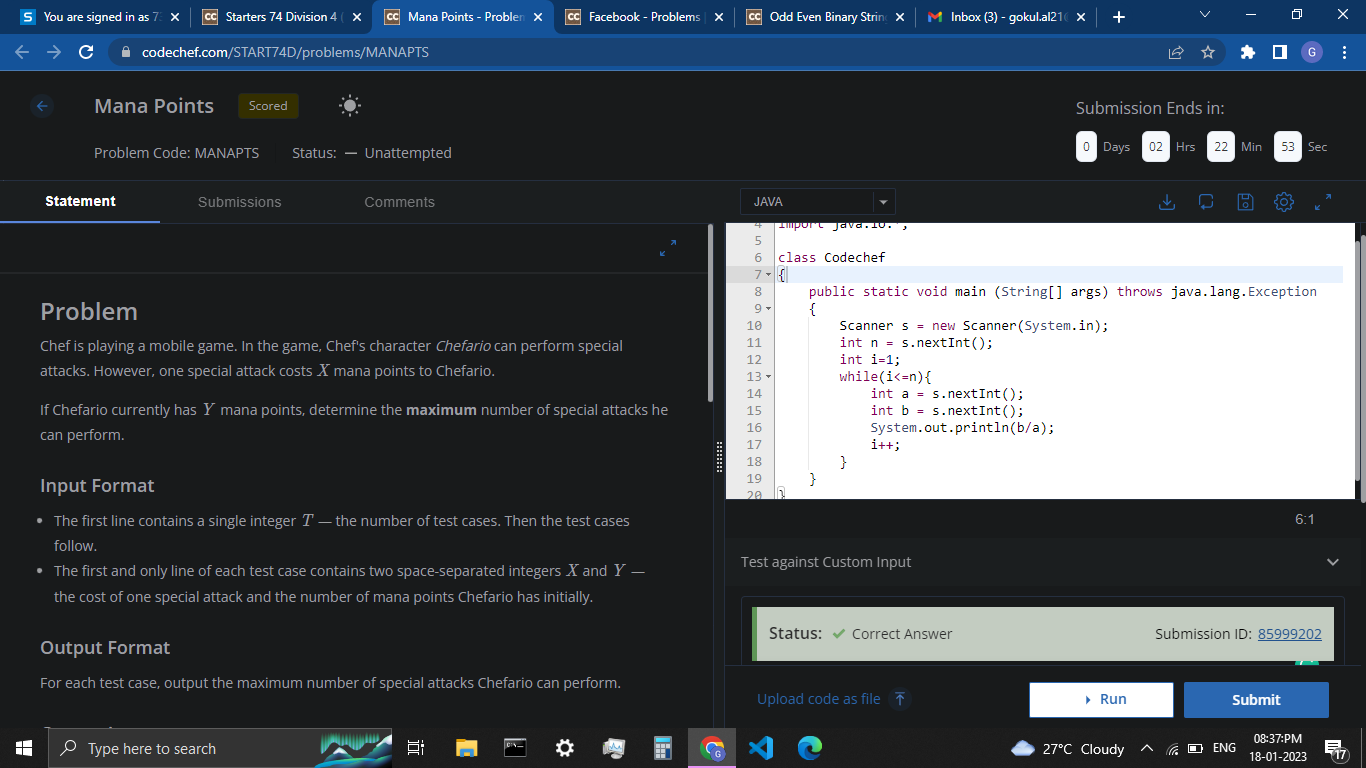 You are signed in as 7
Starters 74 Division 4 (
Mana Points - Problem
Facebook - Problems
Odd Even Binary String
Inbox (3) - gokul.al21
codechef.com/START74D/problems/MANAPTS
G
Mana Points
Scored
Submission Ends in:
0 Days 02 Hrs 22 Min 53 Sec
Problem Code: MANAPTS
Status: — Unattempted
Statement
Submissions
Comments
JAVA
Problem
Chef is playing a mobile game. In the game, Chef's character Chefario can perform special
attacks. However, one special attack costs X mana points to Chefario.
If Chefario currently has Y mana points, determine the maximum number of special attacks he
can perform.
Input Format
• The first line contains a single integer T — the number of test cases. Then the test cases
follow.
• The first and only line of each test case contains two space-separated integers X and Y —
the cost of one special attack and the number of mana points Chefario has initially.
Output Format
For each test case, output the maximum number of special attacks Chefario can perform.
4 import java.io.*;
5
6 class Codechef
7 {
8 public static void main (String[] args) throws java.lang.Exception
9 {
10 Scanner s = new Scanner(System.in);
11 int n = s.nextInt();
12 int i=1;
13 while(i<=n){
14 int a = s.nextInt();
15 int b = s.nextInt();
16 System.out.println(b/a);
17 i++;
18 }
19 }
20 }
6:1
Test against Custom Input
Status: ✔ Correct Answer
Submission ID: 85999202
Upload code as file
Run
Submit
Type here to search
G
27°C Cloudy
ENG
08:37:PM
18-01-2023
17